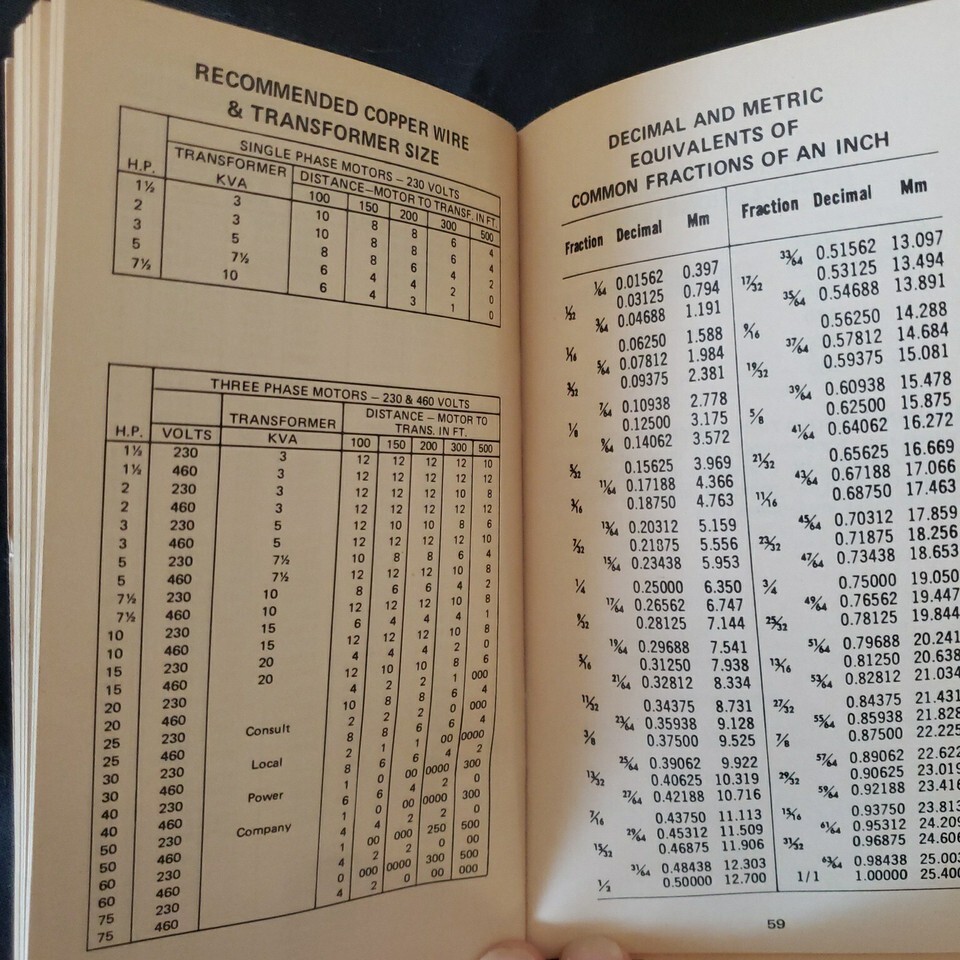 RECOMMENDED COPPER WIRE
& TRANSFORMER SIZE
SINGLE PHASE MOTORS – 230 VOLTS
H.P. TRANSFORMER KVA DISTANCE–MOTOR TO TRANSF. IN FT.
100 150 200 300 500
1½ 3 10 8 8 6 4
2 3 10 8 8 6 4
3 5 8 8 6 4 2
5 7½ 6 4 4 2 0
7½ 10 6 4 3 1 0
THREE PHASE MOTORS – 230 & 460 VOLTS
H.P. VOLTS TRANSFORMER KVA DISTANCE – MOTOR TO TRANS. IN FT.
100 150 200 300 500
1½ 230 3 12 12 12 12 10
1½ 460 3 12 12 12 12 12
2 230 3 12 12 12 10 8
2 460 3 12 12 12 12 12
3 230 5 12 10 10 8 6
3 460 5 12 12 12 12 10
5 230 7½ 10 8 8 6 4
5 460 7½ 12 12 12 10 8
7½ 230 10 8 6 6 4 2
7½ 460 10 12 12 12 10 8
10 230 15 6 4 4 4 1
10 460 15 12 12 12 10 8
15 230 20 4 4 4 2 0
15 460 20 12 10 10 8 6
20 230 4 2 2 1 000
20 460 Consult 10 8 8 6 4
25 230 2 2 2 0 000
25 460 Local 8 8 6 6 4
30 230 2 1 1 00 0000
30 460 Power 8 6 6 4 2
40 230 1 0 00 0000 300
40 460 Company 6 6 4 2 0
50 230 1 0 00 0000 300
50 460 4 4 2 2 0
60 230 1 00 000 250 500
60 460 4 2 2 0 00
75 230 0 000 0000 300 500
75 460 4 2 0 00 000
DECIMAL AND METRIC
EQUIVALENTS OF
COMMON FRACTIONS OF AN INCH
Fraction Decimal Mm Fraction Decimal Mm
1/64 0.01562 0.397 33/64 0.51562 13.097
1/32 0.03125 0.794 17/32 0.53125 13.494
3/64 0.04688 1.191 35/64 0.54688 13.891
1/16 0.06250 1.588 9/16 0.56250 14.288
5/64 0.07812 1.984 37/64 0.57812 14.684
3/32 0.09375 2.381 19/32 0.59375 15.081
7/64 0.10938 2.778 39/64 0.60938 15.478
1/8 0.12500 3.175 5/8 0.62500 15.875
9/64 0.14062 3.572 41/64 0.64062 16.272
5/32 0.15625 3.969 21/32 0.65625 16.669
11/64 0.17188 4.366 43/64 0.67188 17.066
3/16 0.18750 4.763 11/16 0.68750 17.463
13/64 0.20312 5.159 45/64 0.70312 17.859
7/32 0.21875 5.556 23/32 0.71875 18.256
15/64 0.23438 5.953 47/64 0.73438 18.653
1/4 0.25000 6.350 3/4 0.75000 19.050
17/64 0.26562 6.747 49/64 0.76562 19.447
9/32 0.28125 7.144 25/32 0.78125 19.844
19/64 0.29688 7.541 51/64 0.79688 20.241
5/16 0.31250 7.938 13/16 0.81250 20.638
21/64 0.32812 8.334 53/64 0.82812 21.034
11/32 0.34375 8.731 27/32 0.84375 21.431
23/64 0.35938 9.128 55/64 0.85938 21.828
3/8 0.37500 9.525 7/8 0.87500 22.225
25/64 0.39062 9.922 57/64 0.89062 22.622
13/32 0.40625 10.319 29/32 0.90625 23.019
27/64 0.42188 10.716 59/64 0.92188 23.416
7/16 0.43750 11.113 15/16 0.93750 23.813
29/64 0.45312 11.509 61/64 0.95312 24.209
15/32 0.46875 11.906 31/32 0.96875 24.606
31/64 0.48438 12.303 63/64 0.98438 25.003
1/2 0.50000 12.700 1/1 1.00000 25.400
59